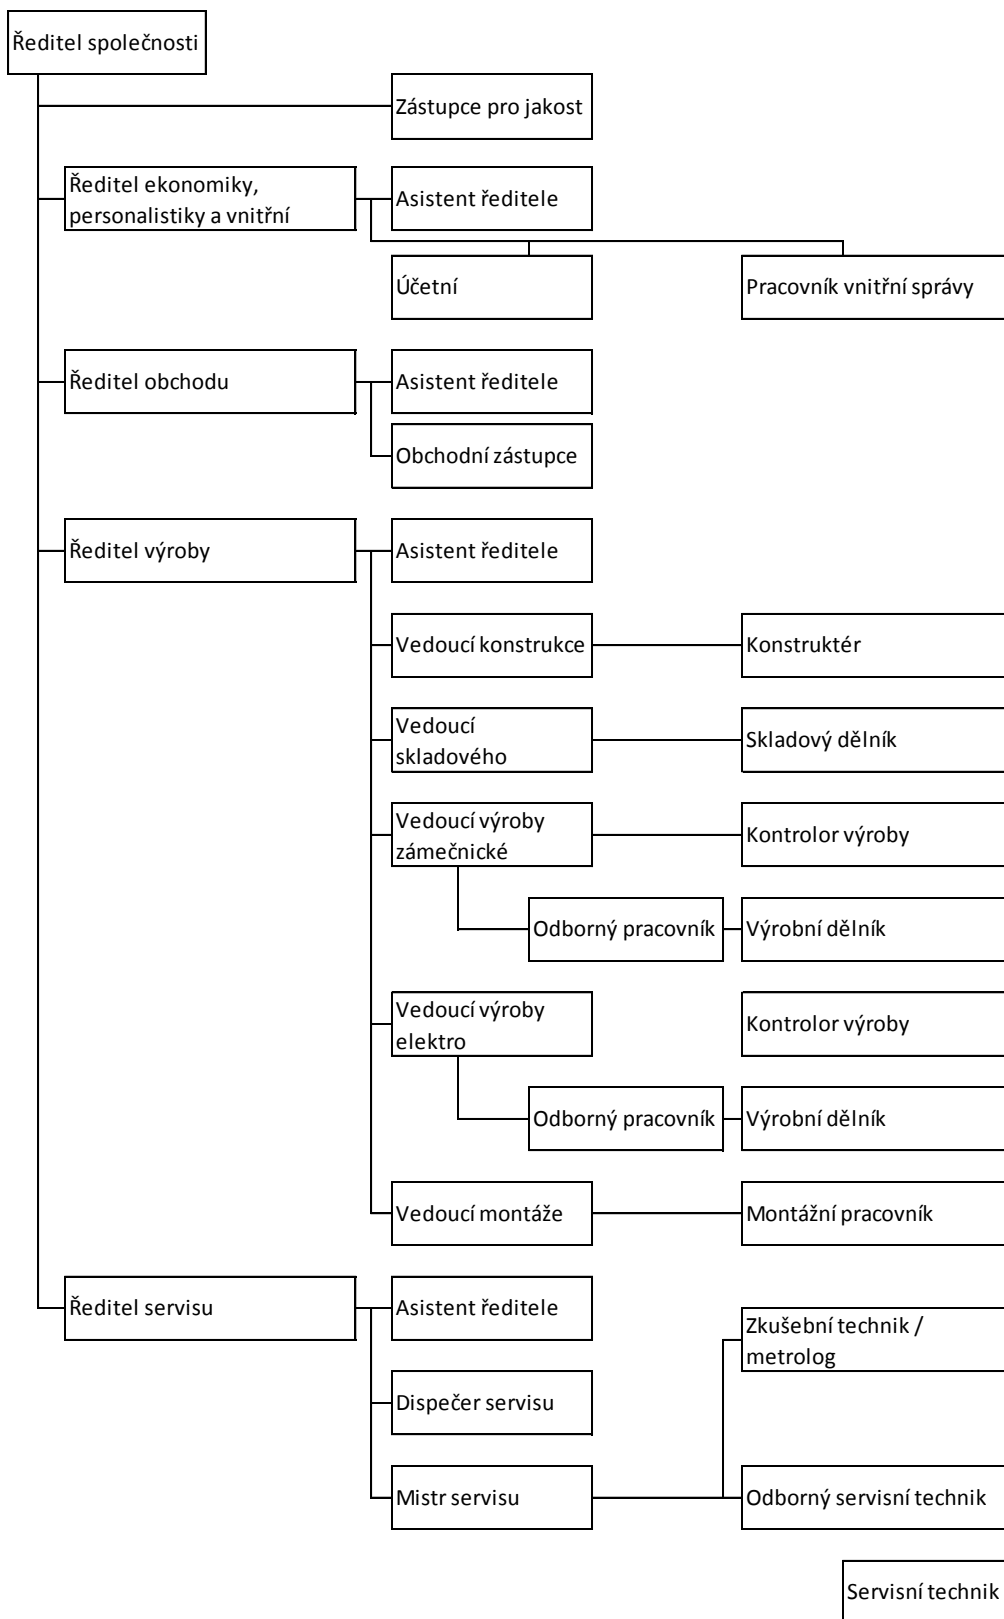 Ředitel společnosti
Zástupce pro jakost
Ředitel ekonomiky,
personalistiky a vnitřní
Asistent ředitele
Účetní
Pracovník vnitřní správy
Ředitel obchodu
Asistent ředitele
Obchodní zástupce
Ředitel výroby
Asistent ředitele
Vedoucí konstrukce
Konstruktér
Vedoucí
skladového
Skladový dělník
Vedoucí výroby
zámečnické
Kontrolor výroby
Odborný pracovník
Výrobní dělník
Vedoucí výroby
elektro
Kontrolor výroby
Odborný pracovník
Výrobní dělník
Vedoucí montáže
Montážní pracovník
Ředitel servisu
Asistent ředitele
Zkušební technik /
metrolog
Dispečer servisu
Mistr servisu
Odborný servisní technik
Servisní technik